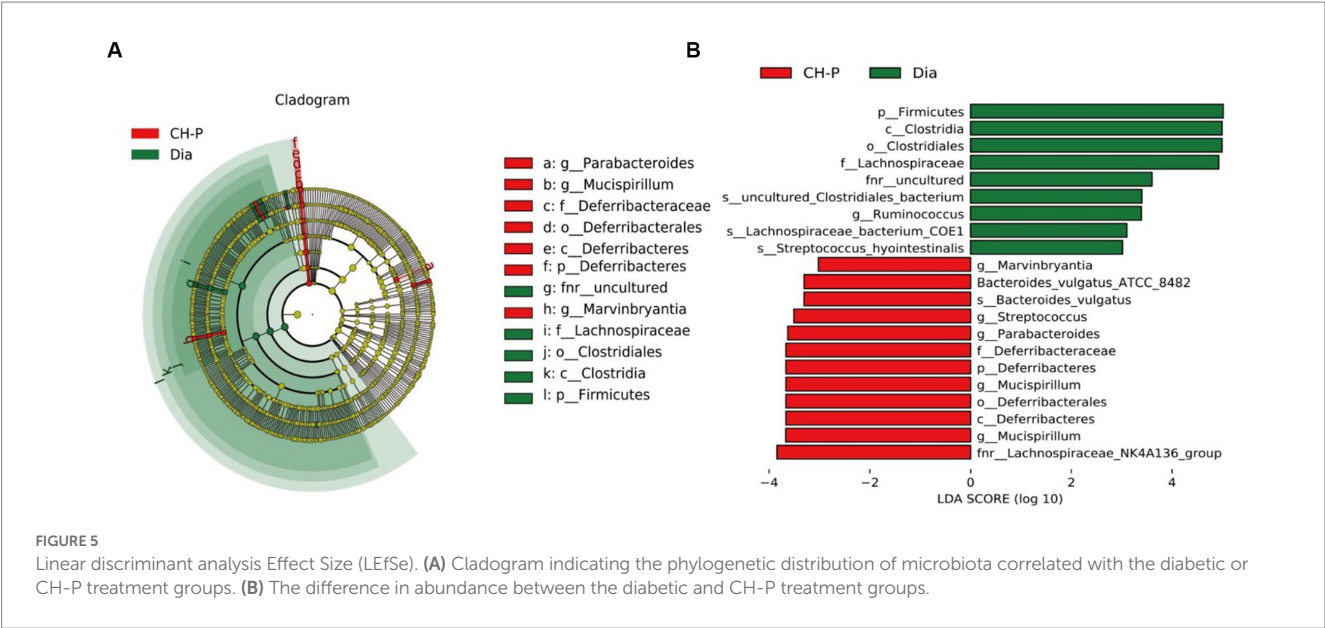 A
Cladogram
CH-P
Dia
f
e
d
c
b
a
i
g
h
j
k
l
a: g__Parabacteroides
b: g__Mucispirillum
c: f__Deferribacteraceae
d: o__Deferribacterales
e: c__Deferribacteres
f: p__Deferribacteres
g: fnr__uncultured
h: g__Marvinbryantia
i: f__Lachnospiraceae
j: o__Clostridiales
k: c__Clostridia
l: p__Firmicutes
B
CH-P Dia
p__Firmicutes
c__Clostridia
o__Clostridiales
f__Lachnospiraceae
fnr__uncultured
s__uncultured_Clostridiales_bacterium
g__Ruminococcus
s__Lachnospiraceae_bacterium_COE1
s__Streptococcus_hyointestinalis
g__Marvinbryantia
Bacteroides_vulgatus_ATCC_8482
s__Bacteroides_vulgatus
g__Streptococcus
g__Parabacteroides
f__Deferribacteraceae
p__Deferribacteres
g__Mucispirillum
o__Deferribacterales
c__Deferribacteres
g__Mucispirillum
fnr__Lachnospiraceae_NK4A136_group
−4 −2 0 2 4
LDA SCORE (log 10)
FIGURE 5
Linear discriminant analysis Effect Size (LEfSe). (A) Cladogram indicating the phylogenetic distribution of microbiota correlated with the diabetic or
CH-P treatment groups. (B) The difference in abundance between the diabetic and CH-P treatment groups.